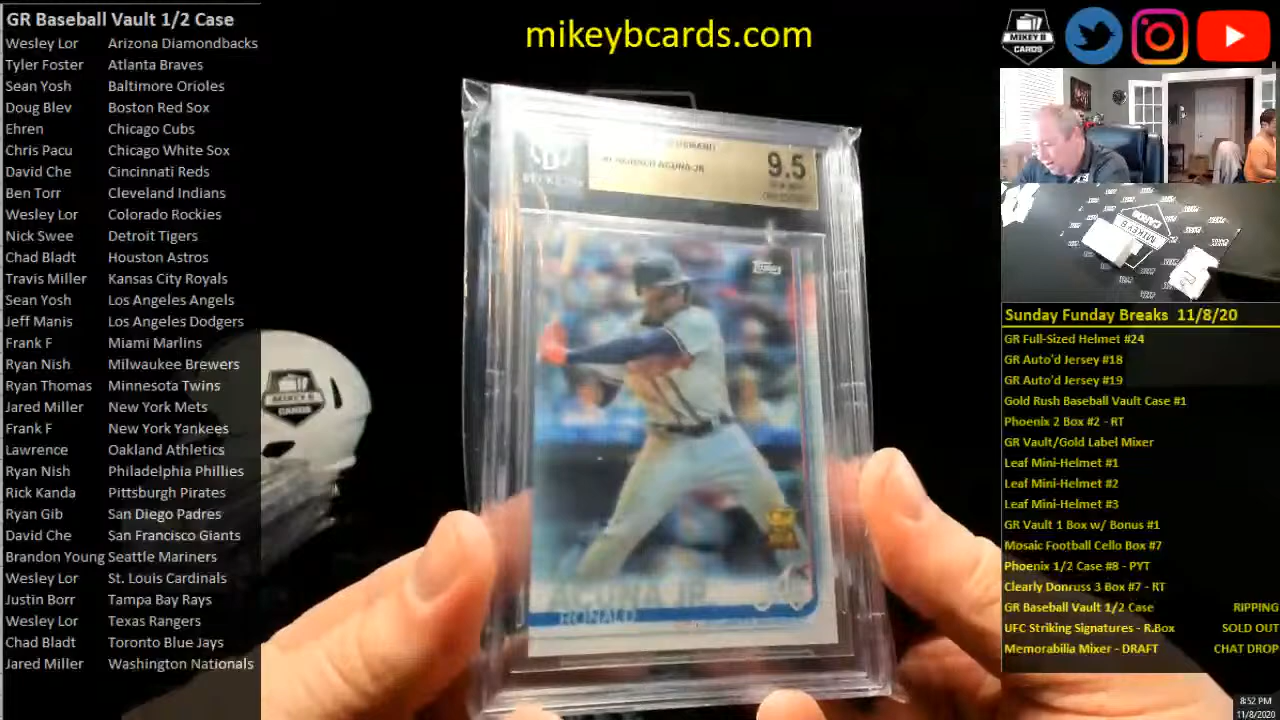 GR Baseball Vault 1/2 Case
Wesley Lor Arizona Diamondbacks
Tyler Foster Atlanta Braves
Sean Yosh Baltimore Orioles
Doug Blev Boston Red Sox
Ehren Chicago Cubs
Chris Pacu Chicago White Sox
David Che Cincinnati Reds
Ben Torr Cleveland Indians
Wesley Lor Colorado Rockies
Nick Swee Detroit Tigers
Chad Bladt Houston Astros
Travis Miller Kansas City Royals
Sean Yosh Los Angeles Angels
Jeff Manis Los Angeles Dodgers
Frank F Miami Marlins
Ryan Nish Milwaukee Brewers
Ryan Thomas Minnesota Twins
Jared Miller New York Mets
Frank F New York Yankees
Lawrence Oakland Athletics
Ryan Nish Philadelphia Phillies
Rick Kanda Pittsburgh Pirates
Ryan Gib San Diego Padres
David Che San Francisco Giants
Brandon Young Seattle Mariners
Wesley Lor St. Louis Cardinals
Justin Borr Tampa Bay Rays
Wesley Lor Texas Rangers
Chad Bladt Toronto Blue Jays
Jared Miller Washington Nationals
mikeybcards.com
9.5
Topps
RONALD
MIKEY B
CARDS
MIKEY B
CARDS
MIKEY B
CARDS
Sunday Funday Breaks 11/8/20
GR Full-Sized Helmet #24
GR Auto'd Jersey #18
GR Auto'd Jersey #19
Gold Rush Baseball Vault Case #1
Phoenix 2 Box #2 - RT
GR Vault/Gold Label Mixer
Leaf Mini-Helmet #1
Leaf Mini-Helmet #2
Leaf Mini-Helmet #3
GR Vault 1 Box w/ Bonus #1
Mosaic Football Cello Box #7
Phoenix 1/2 Case #8 - PYT
Clearly Donruss 3 Box #7 - RT
GR Baseball Vault 1/2 Case RIPPING
UFC Striking Signatures - R.Box SOLD OUT
Memorabilia Mixer - DRAFT CHAT DROP
8:52 PM
11/8/2020